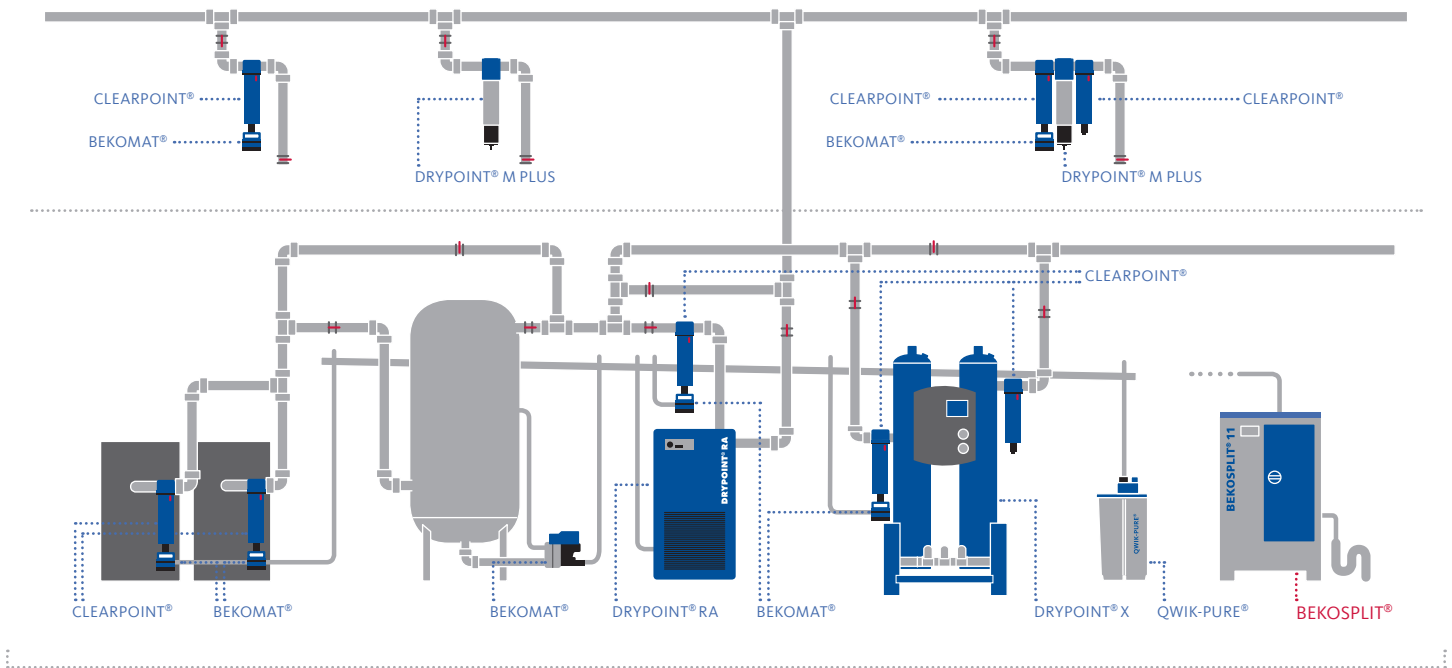 CLEARPOINT®
BEKOMAT®
DRYPOINT® M PLUS
CLEARPOINT®
CLEARPOINT®
BEKOMAT®
DRYPOINT® M PLUS
CLEARPOINT®
DRYPOINT® RA
BEKOSPLIT® 11
QWIK-PURE®
CLEARPOINT®
BEKOMAT®
BEKOMAT®
DRYPOINT® RA
BEKOMAT®
DRYPOINT® X
QWIK-PURE®
BEKOSPLIT®